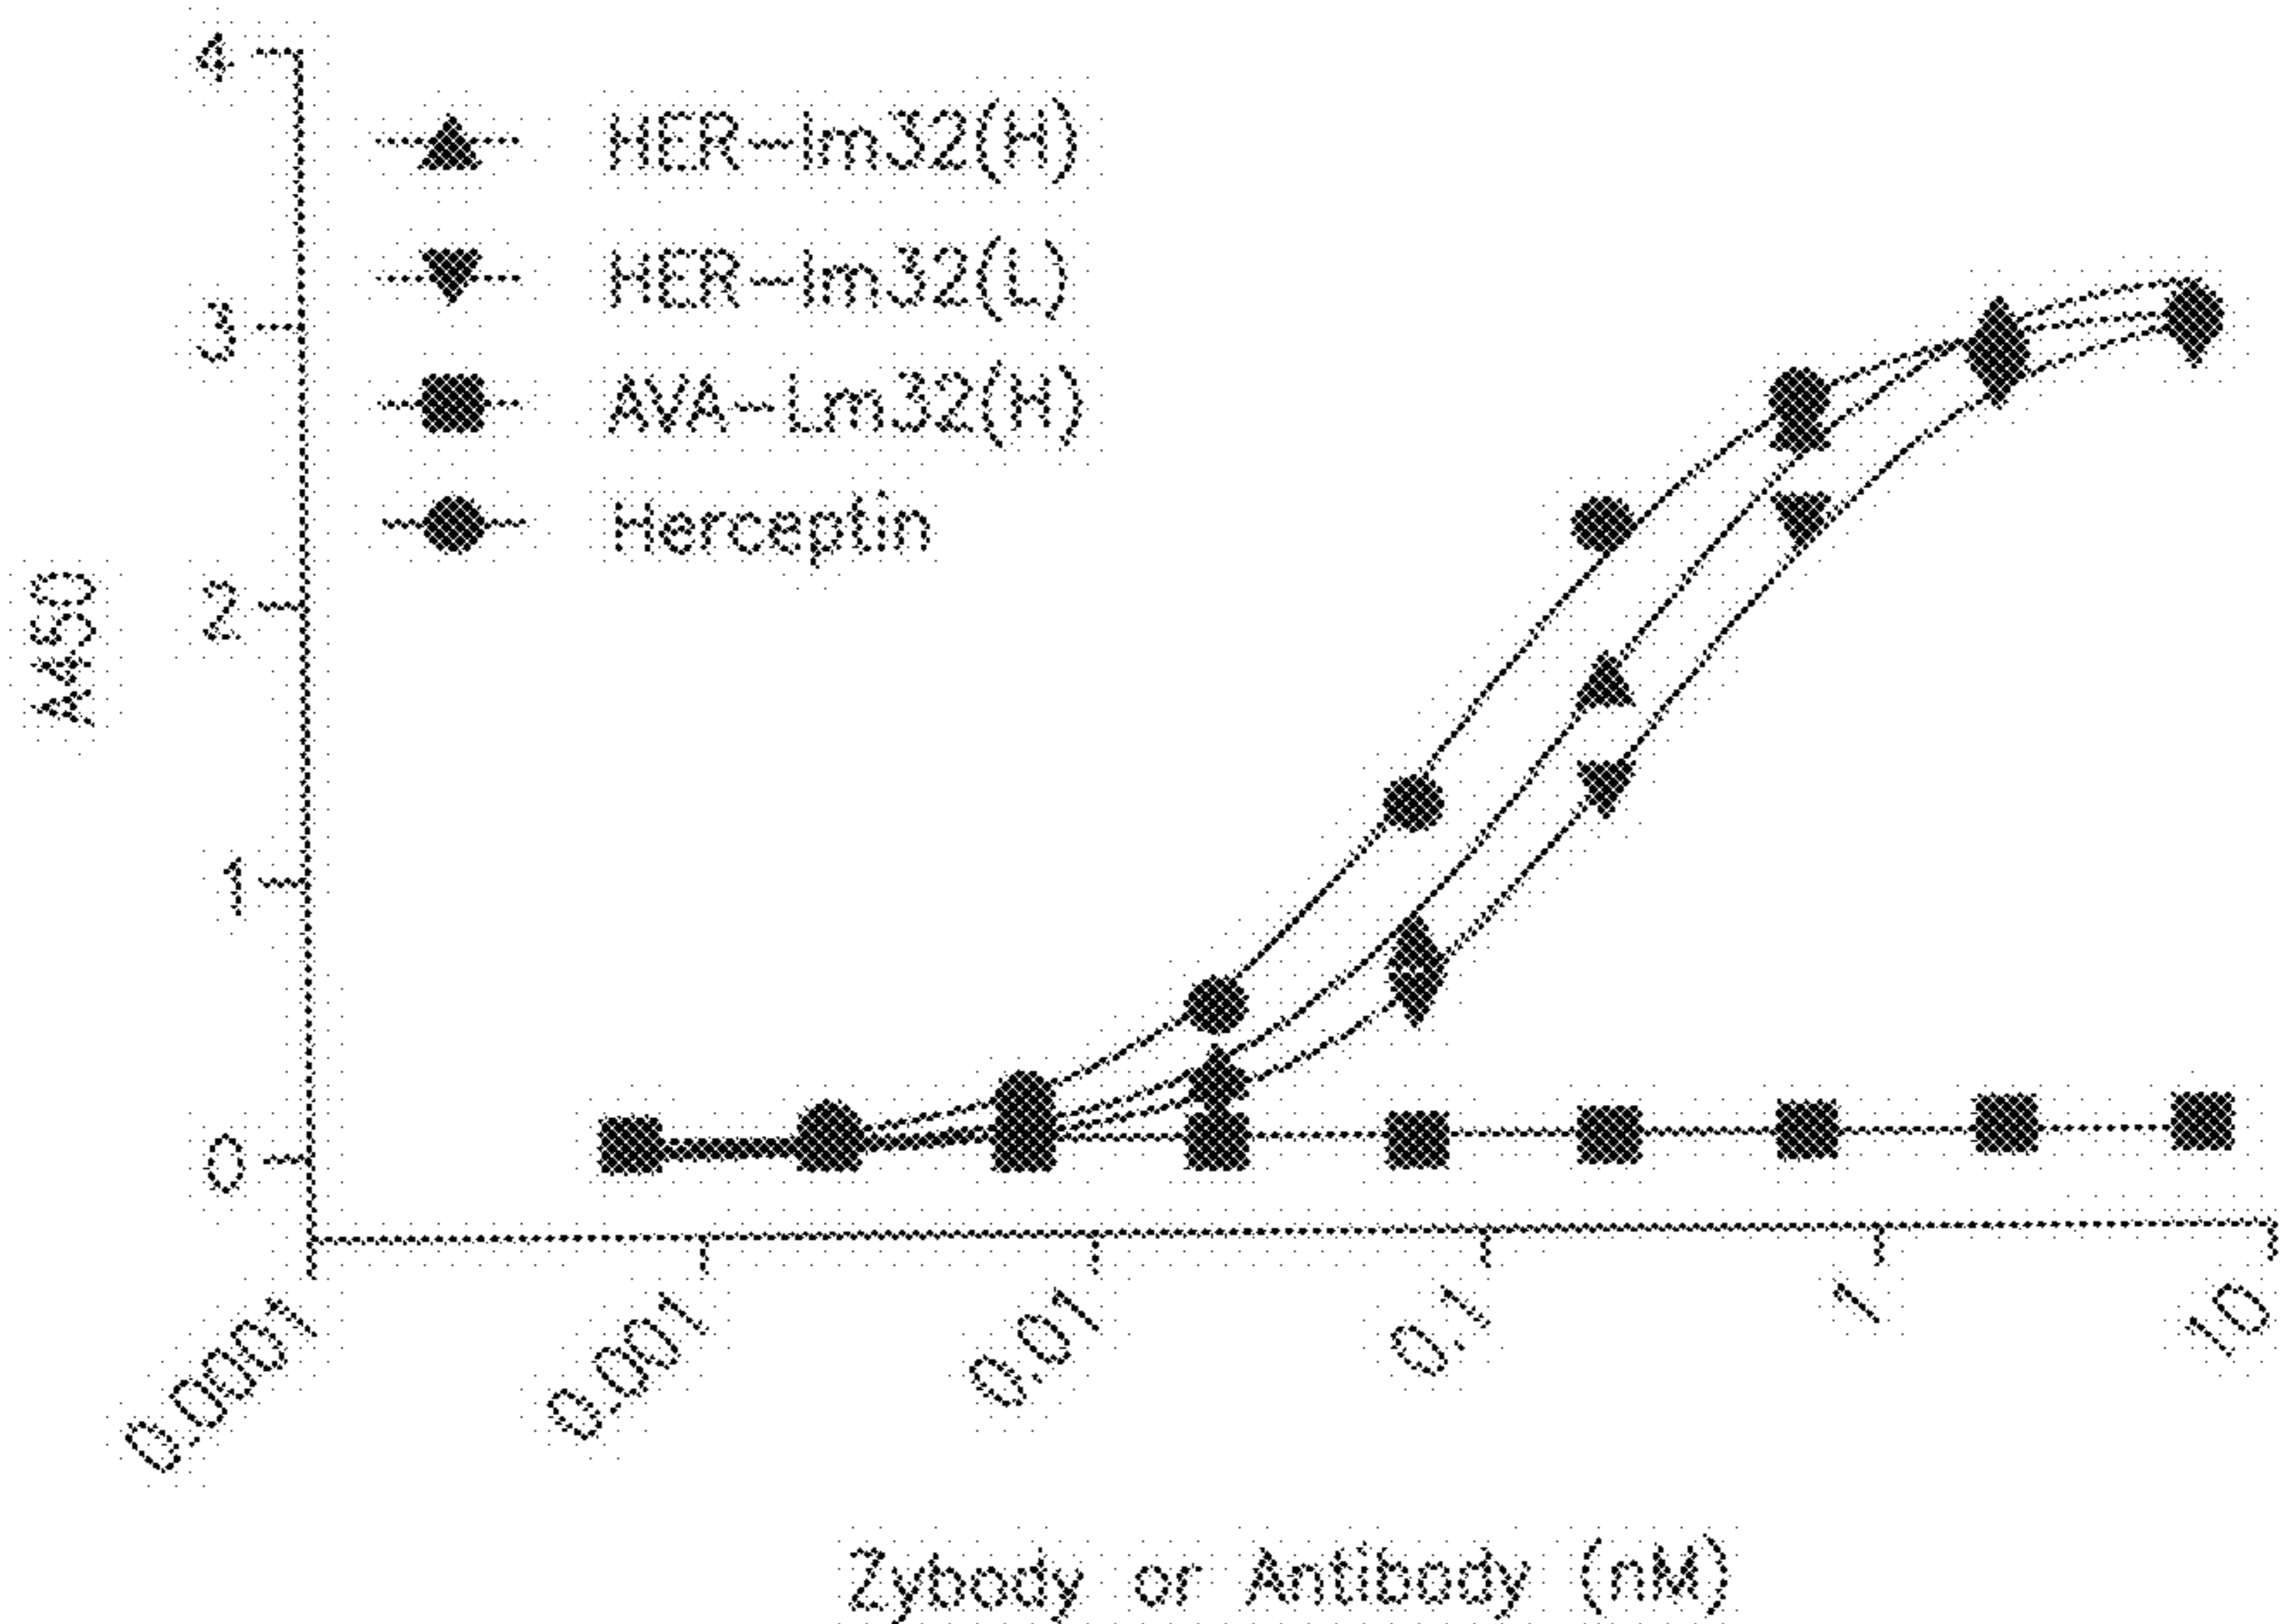 4
3
2
1
0
A450
HER-Im32(H)
HER-Im32(L)
AVA-Lm32(H)
Herceptin
0.0001
0.001
0.01
0.1
1
10
Zybody or Antibody (nM)